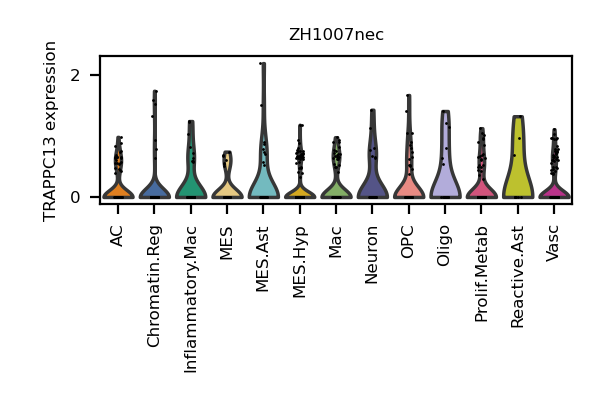 ZH1007nec
TRAPPC13 expression
2
0
AC
Chromatin.Reg
Inflammatory.Mac
MES
MES.Ast
MES.Hyp
Mac
Neuron
OPC
Oligo
Prolif.Metab
Reactive.Ast
Vasc